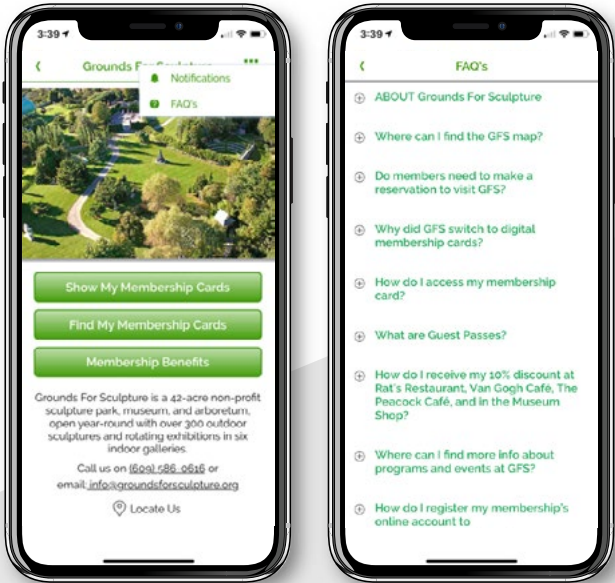 3:39
Grounds For Sculpture
Notifications
FAQ's
Show My Membership Cards
Find My Membership Cards
Membership Benefits
Grounds For Sculpture is a 42-acre non-profit
sculpture park, museum, and arboretum,
open year-round with over 300 outdoor
sculptures and rotating exhibitions in six
indoor galleries.
Call us on (609) 586-0616 or
email: info@groundsforsculpture.org
Locate Us
3:39
FAQ's
ABOUT Grounds For Sculpture
Where can I find the GFS map?
Do members need to make a
reservation to visit GFS?
Why did GFS switch to digital
membership cards?
How do I access my membership
card?
What are Guest Passes?
How do I receive my 10% discount at
Rat's Restaurant, Van Gogh Café, The
Peacock Café, and in the Museum
Shop?
Where can I find more info about
programs and events at GFS?
How do I register my membership's
online account to